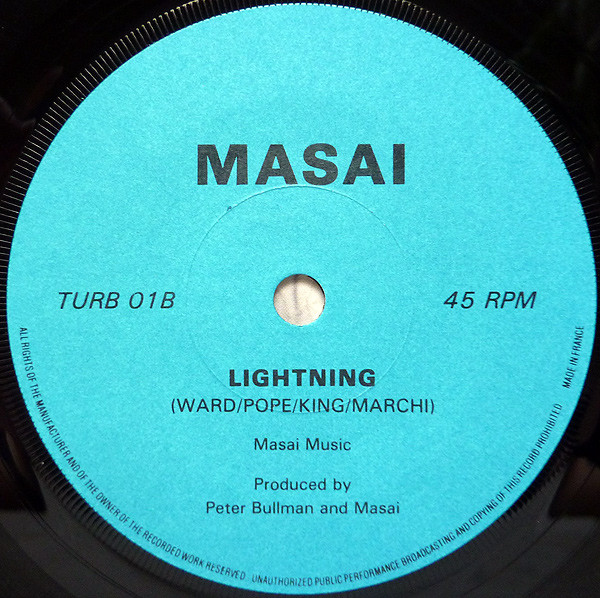 MASAI
TURB 01B
45 RPM
LIGHTNING
(WARD/POPE/KING/MARCHI)
Masai Music
Produced by
Peter Bullman and Masai
ALL RIGHTS OF THE MANUFACTURER AND OF THE OWNER OF THE RECORDED WORK RESERVED. UNAUTHORIZED PUBLIC PERFORMANCE BROADCASTING AND COPYING OF THIS RECORD PROHIBITED
MADE IN FRANCE